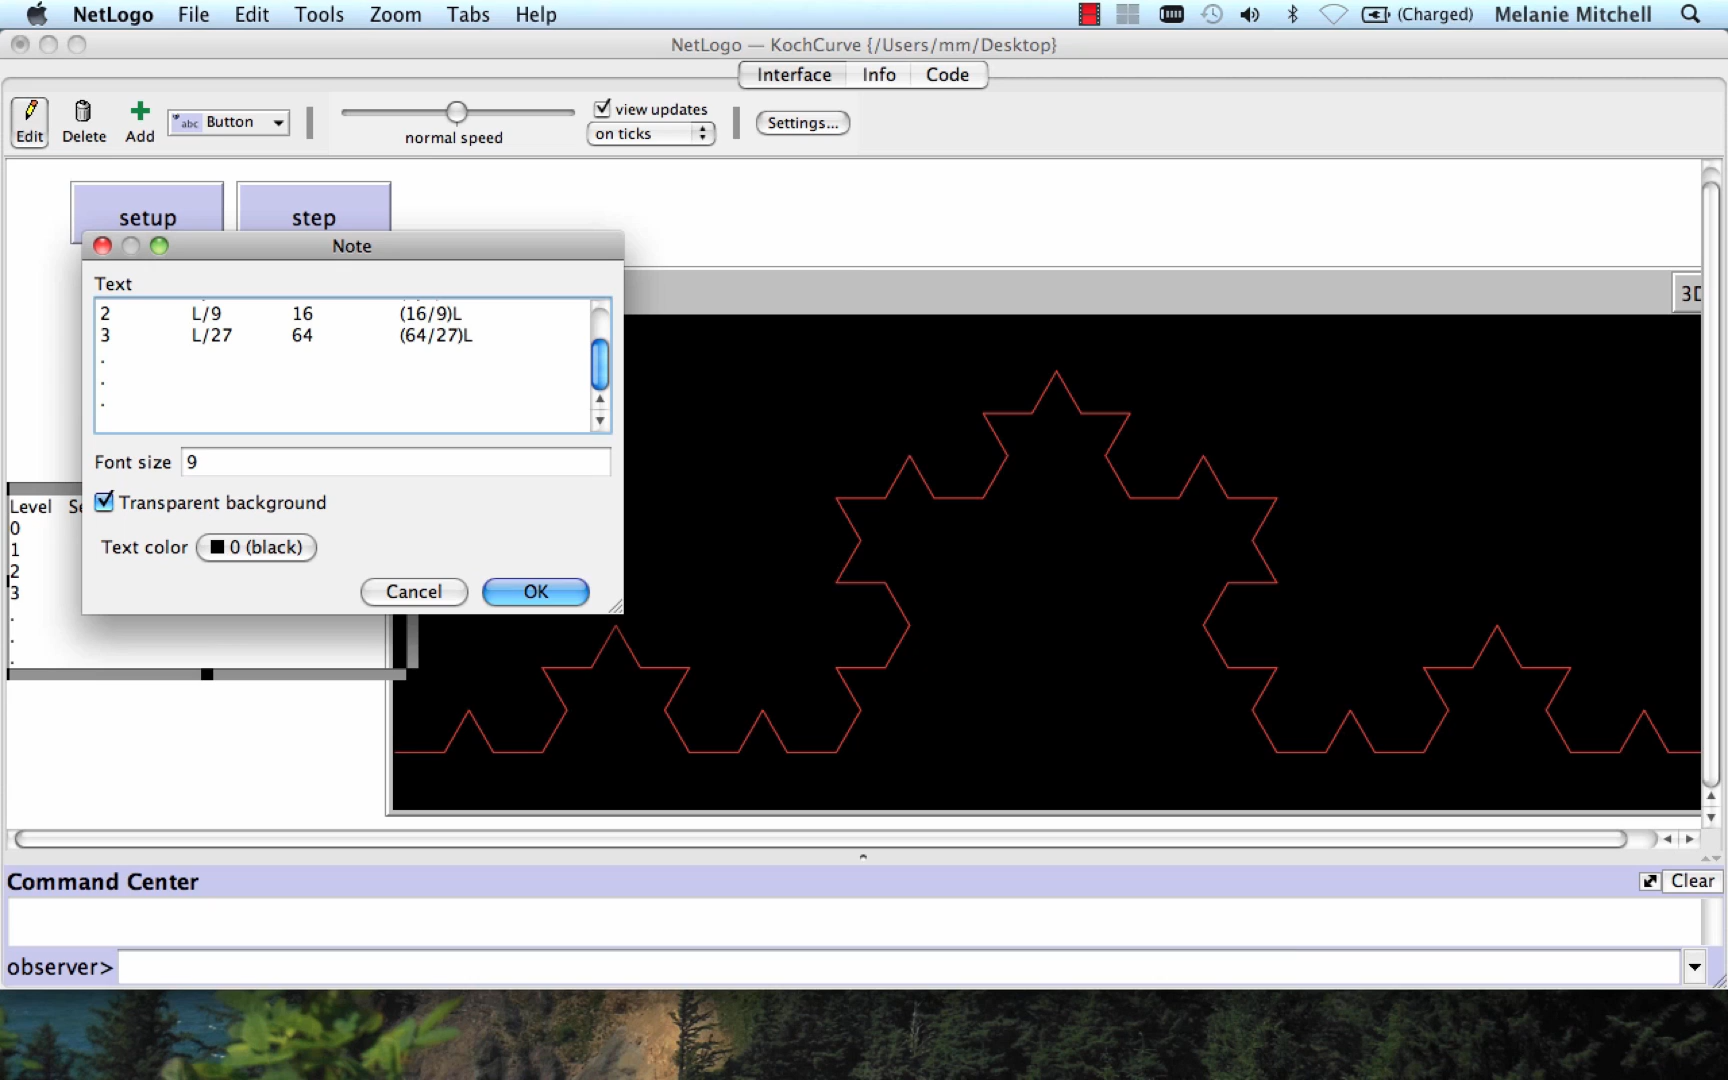 NetLogo File Edit Tools Zoom Tabs Help (Charged) Melanie Mitchell
NetLogo — KochCurve {/Users/mm/Desktop}
Interface Info Code
Edit Delete Add abc Button normal speed view updates on ticks Settings...
setup step
Note
Text
2 L/9 16 (16/9)L
3 L/27 64 (64/27)L
.
.
.
Font size 9
Transparent background
Text color 0 (black)
Cancel OK
3D
Level
0
1
2
3
.
.
.
Command Center Clear
observer>